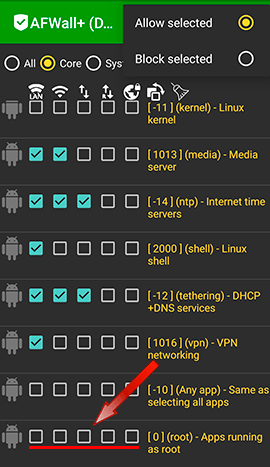 AFWall+ (D...
Allow selected
Block selected
All
Core
Sys
LAN
[-11] (kernel) - Linux
kernel
[ 1013] (media) - Media
server
[-14] (ntp) - Internet time
servers
[ 2000] (shell) - Linux
shell
[-12] (tethering) - DHCP
+DNS services
[ 1016] (vpn) - VPN
networking
[-10] (Any app) - Same as
selecting all apps
[ 0] (root) - Apps running
as root